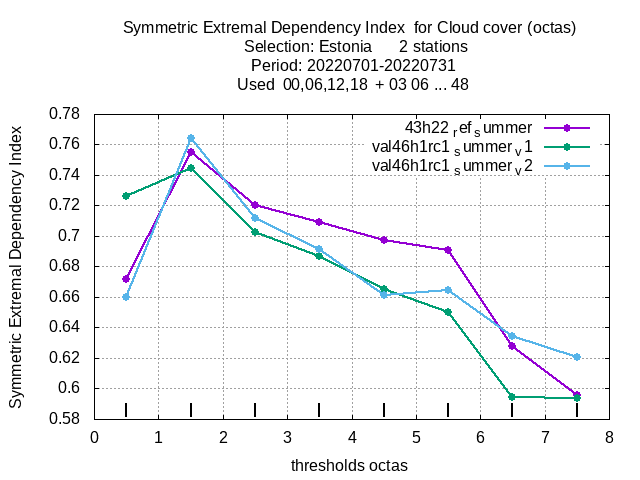 Symmetric Extremal Dependency Index  for Cloud cover (octas)
Selection: Estonia      2 stations
Period: 20220701-20220731
Used  00,06,12,18  + 03 06 ... 48
43h22 ref summer
val46h1rc1 summer v1
val46h1rc1 summer v2
Symmetric Extremal Dependency Index
0.78
0.76
0.74
0.72
0.7
0.68
0.66
0.64
0.62
0.6
0.58
0 1 2 3 4 5 6 7 8
thresholds octas